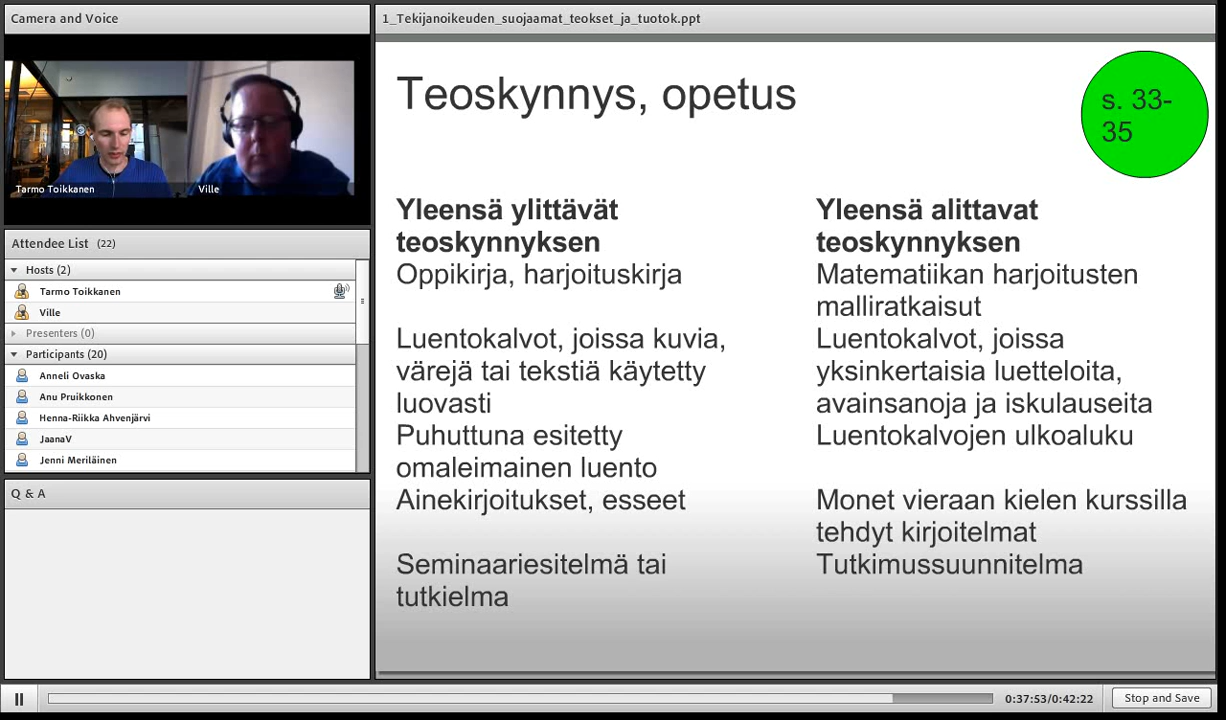 Camera and Voice
Tarmo Toikkanen
Ville
Attendee List (22)
Hosts (2)
Tarmo Toikkanen
Ville
Presenters (0)
Participants (20)
Anneli Ovaska
Anu Pruikkonen
Henna-Riikka Ahvenjärvi
JaanaV
Jenni Meriläinen
Q & A
1_Tekijanoikeuden_suojaamat_teokset_ja_tuotok.ppt
Teoskynnys, opetus
s. 33-
35
Yleensä ylittävät
teoskynnyksen
Oppikirja, harjoituskirja
Luentokalvot, joissa kuvia,
värejä tai tekstiä käytetty
luovasti
Puhuttuna esitetty
omaleimainen luento
Ainekirjoitukset, esseet
Seminaariesitelmä tai
tutkielma
Yleensä alittavat
teoskynnyksen
Matematiikan harjoitusten
malliratkaisut
Luentokalvot, joissa
yksinkertaisia luetteloita,
avainsanoja ja iskulauseita
Luentokalvojen ulkoaluku
Monet vieraan kielen kurssilla
tehdyt kirjoitelmat
Tutkimussuunnitelma
0:37:53/0:42:22
Stop and Save